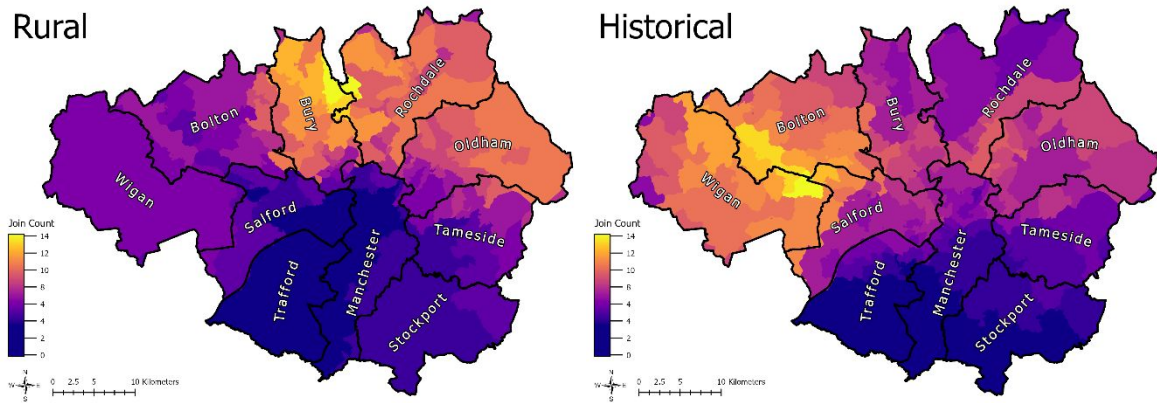 Rural
Bolton
Bury
Rochdale
Oldham
Wigan
Salford
Tameside
Trafford
Manchester
Stockport
Join Count
14
12
10
8
6
4
2
0
N
W E
S
0 2.5 5 10 Kilometers
Historical
Bolton
Bury
Rochdale
Oldham
Wigan
Salford
Tameside
Trafford
Manchester
Stockport
Join Count
14
12
10
8
6
4
2
0
N
W E
S
0 2.5 5 10 Kilometers